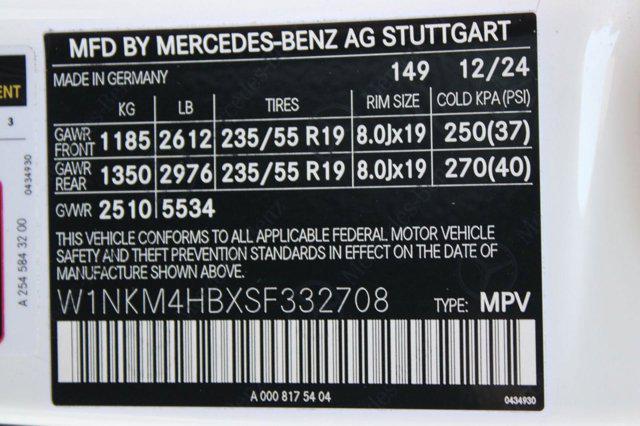 MFD BY MERCEDES-BENZ AG STUTTGART
MADE IN GERMANY 149 12/24
KG LB TIRES RIM SIZE COLD KPA(PSI)
GAWR FRONT 1185 2612 235/55 R19 8.0Jx19 250(37)
GAWR REAR 1350 2976 235/55 R19 8.0Jx19 270(40)
GVWR 2510 5534
THIS VEHICLE CONFORMS TO ALL APPLICABLE FEDERAL MOTOR VEHICLE
SAFETY AND THEFT PREVENTION STANDARDS IN EFFECT ON THE DATE OF
MANUFACTURE SHOWN ABOVE.
W1NKM4HBXSF332708 TYPE: MPV
A 000 817 54 04
0434930
ENT
3
0434930
A 254 584 32 00
Mercedes-Benz